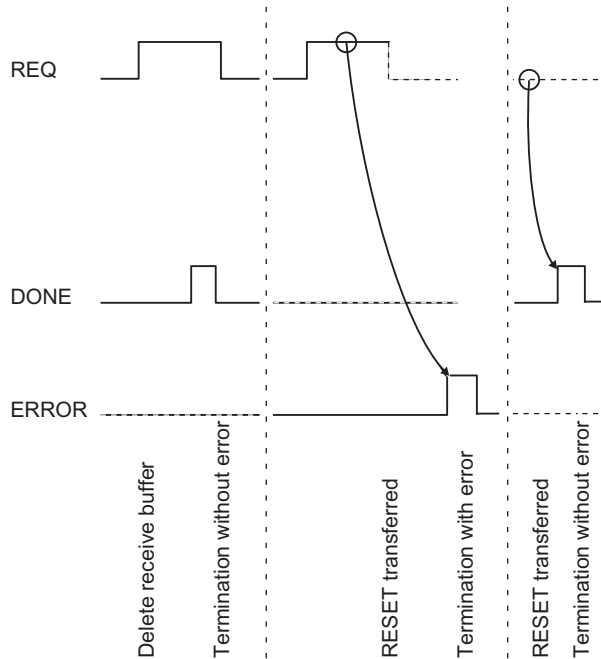 REQ
DONE
ERROR
Delete receive buffer
Termination without error
RESET transferred
Termination with error
RESET transferred
Termination without error